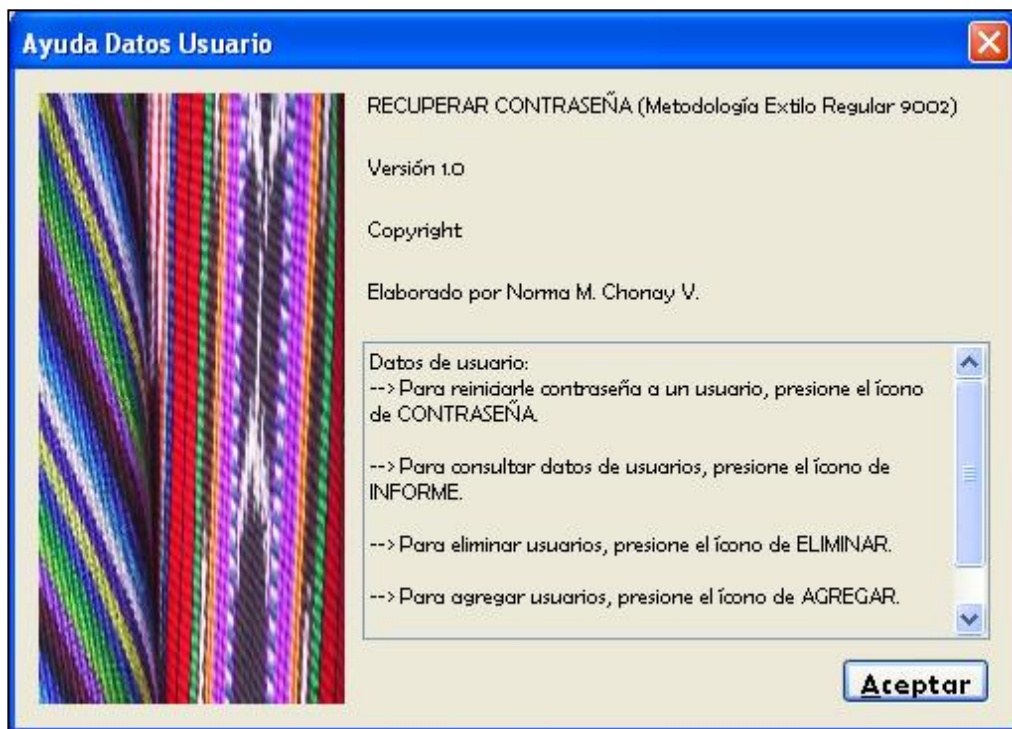 Ayuda Datos Usuario
RECUPERAR CONTRASEÑA (Metodología Extilo Regular 9002)
Versión 1.0
Copyright
Elaborado por Norma M. Chonay V.
Datos de usuario:
--> Para reiniciarle contraseña a un usuario, presione el ícono
de CONTRASEÑA.
--> Para consultar datos de usuarios, presione el ícono de
INFORME.
--> Para eliminar usuarios, presione el ícono de ELIMINAR.
--> Para agregar usuarios, presione el ícono de AGREGAR.
Aceptar